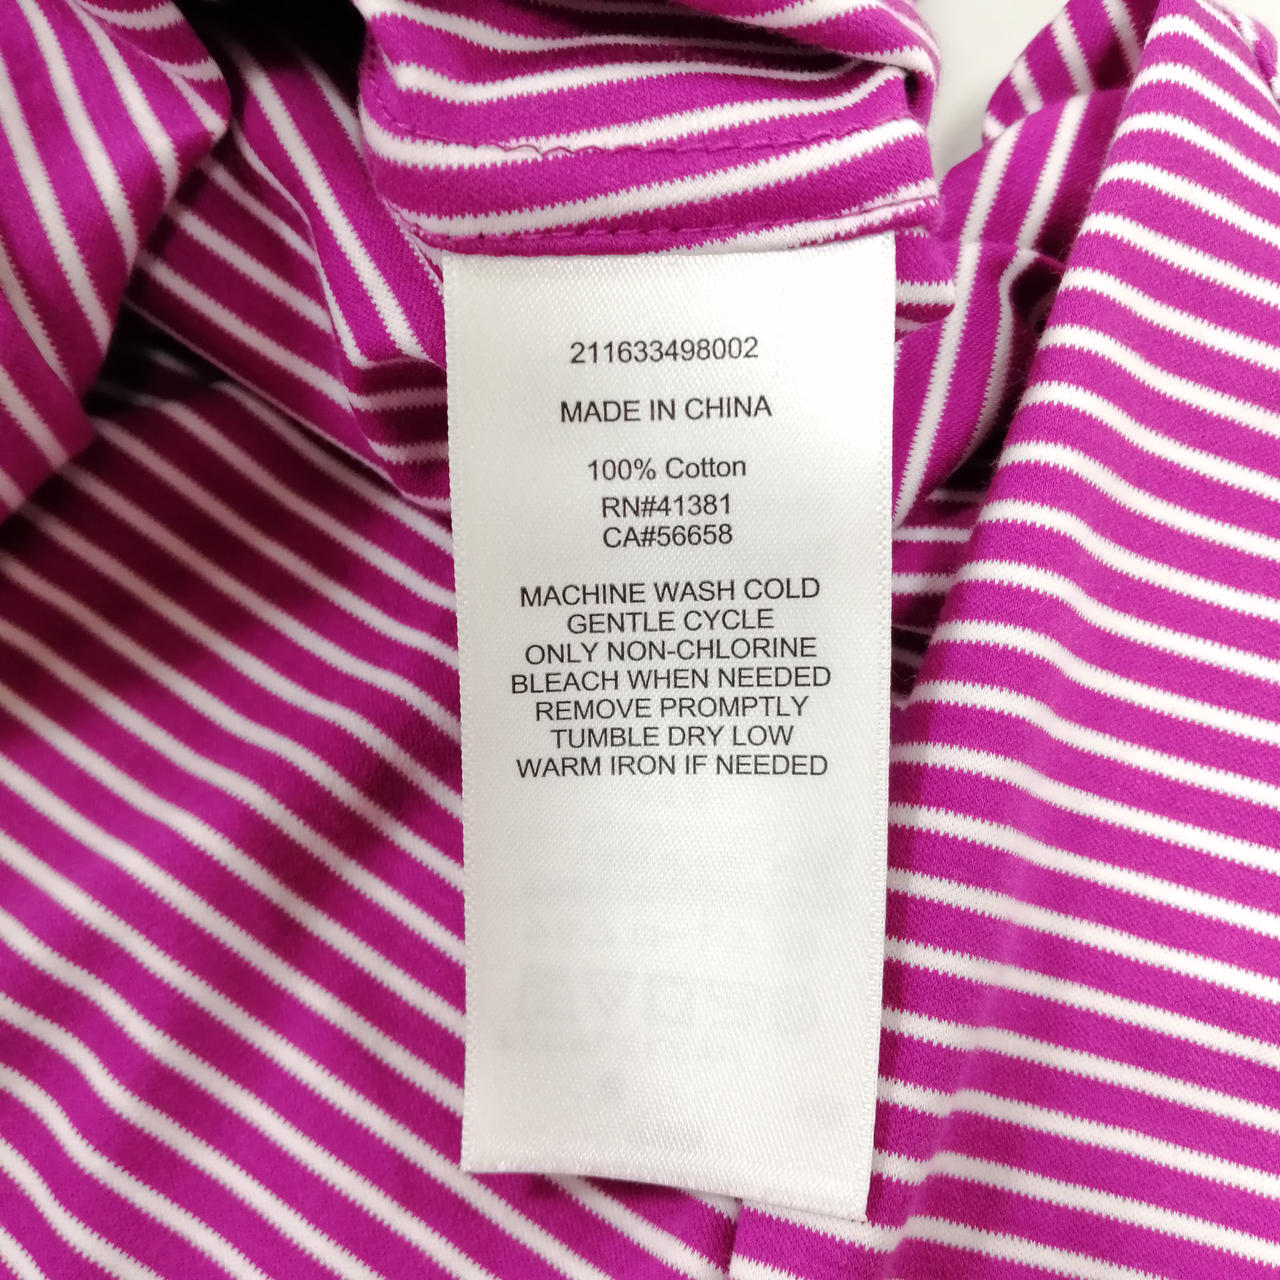 211633498002
MADE IN CHINA
100% Cotton
RN#41381
CA#56658
MACHINE WASH COLD
GENTLE CYCLE
ONLY NON-CHLORINE
BLEACH WHEN NEEDED
REMOVE PROMPTLY
TUMBLE DRY LOW
WARM IRON IF NEEDED